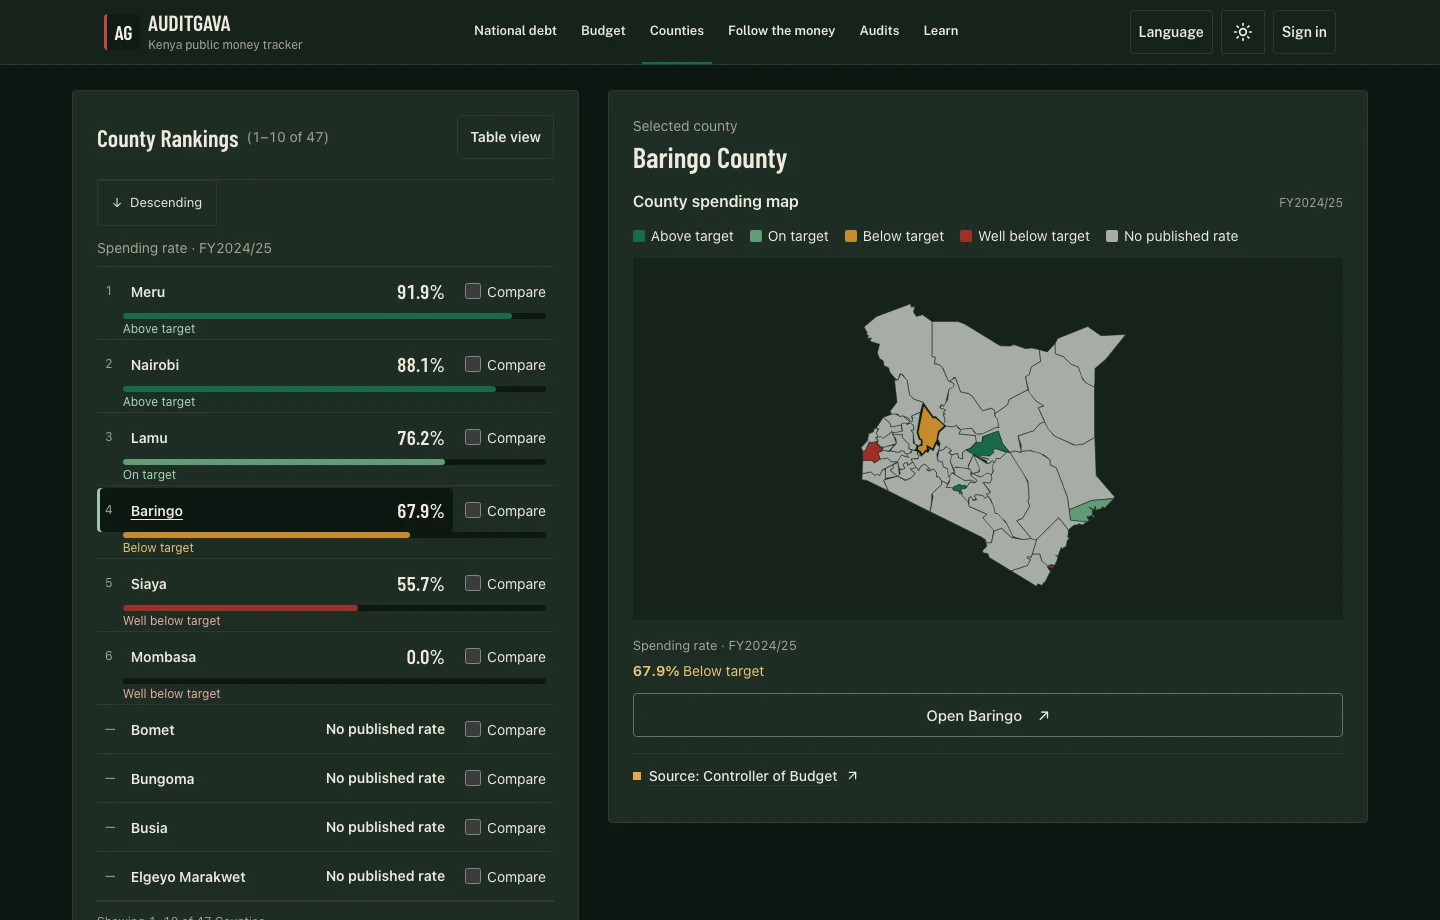 AG
AUDITGAVA
Kenya public money tracker
National debt
Budget
Counties
Follow the money
Audits
Learn
Language
Sign in
County Rankings (1–10 of 47)
Table view
↓ Descending
Spending rate · FY2024/25
1 Meru 91.9% Compare
Above target
2 Nairobi 88.1% Compare
Above target
3 Lamu 76.2% Compare
On target
4 Baringo 67.9% Compare
Below target
5 Siaya 55.7% Compare
Well below target
6 Mombasa 0.0% Compare
Well below target
— Bomet No published rate Compare
— Bungoma No published rate Compare
— Busia No published rate Compare
— Elgeyo Marakwet No published rate Compare
Showing 1–10 of 47 Counties
Selected county
Baringo County
County spending map FY2024/25
Above target On target Below target Well below target No published rate
Spending rate · FY2024/25
67.9% Below target
Open Baringo ↗
Source: Controller of Budget ↗